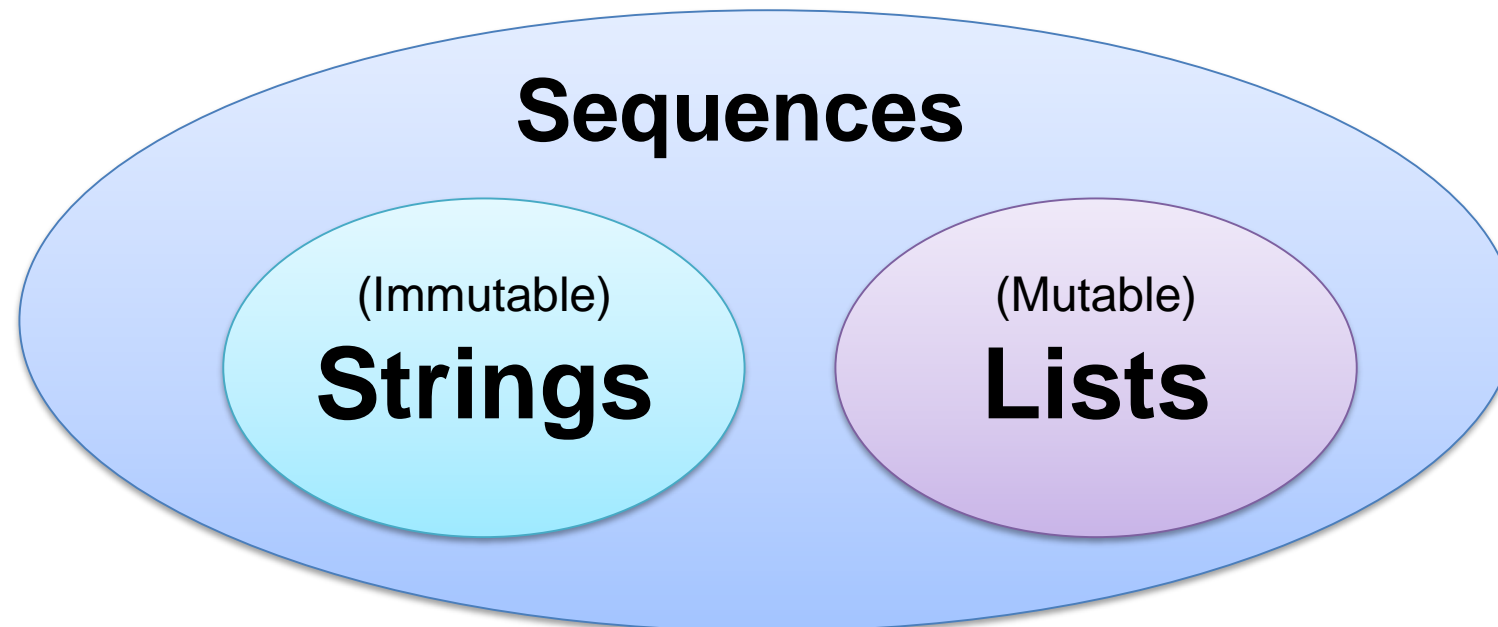 Sequences
(Immutable)
Strings
(Mutable)
Lists